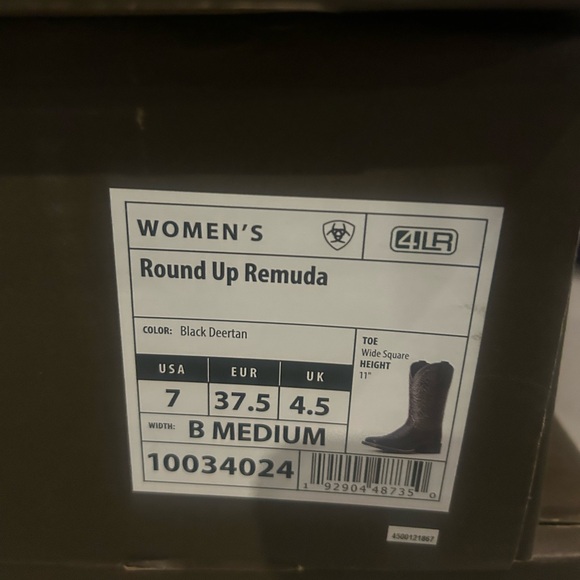 WOMEN'S
4LR
Round Up Remuda
COLOR: Black Deertan
TOE
Wide Square
HEIGHT
11"
USA EUR UK
7 37.5 4.5
WIDTH: B MEDIUM
10034024
1 92904 48735 0
4500121867